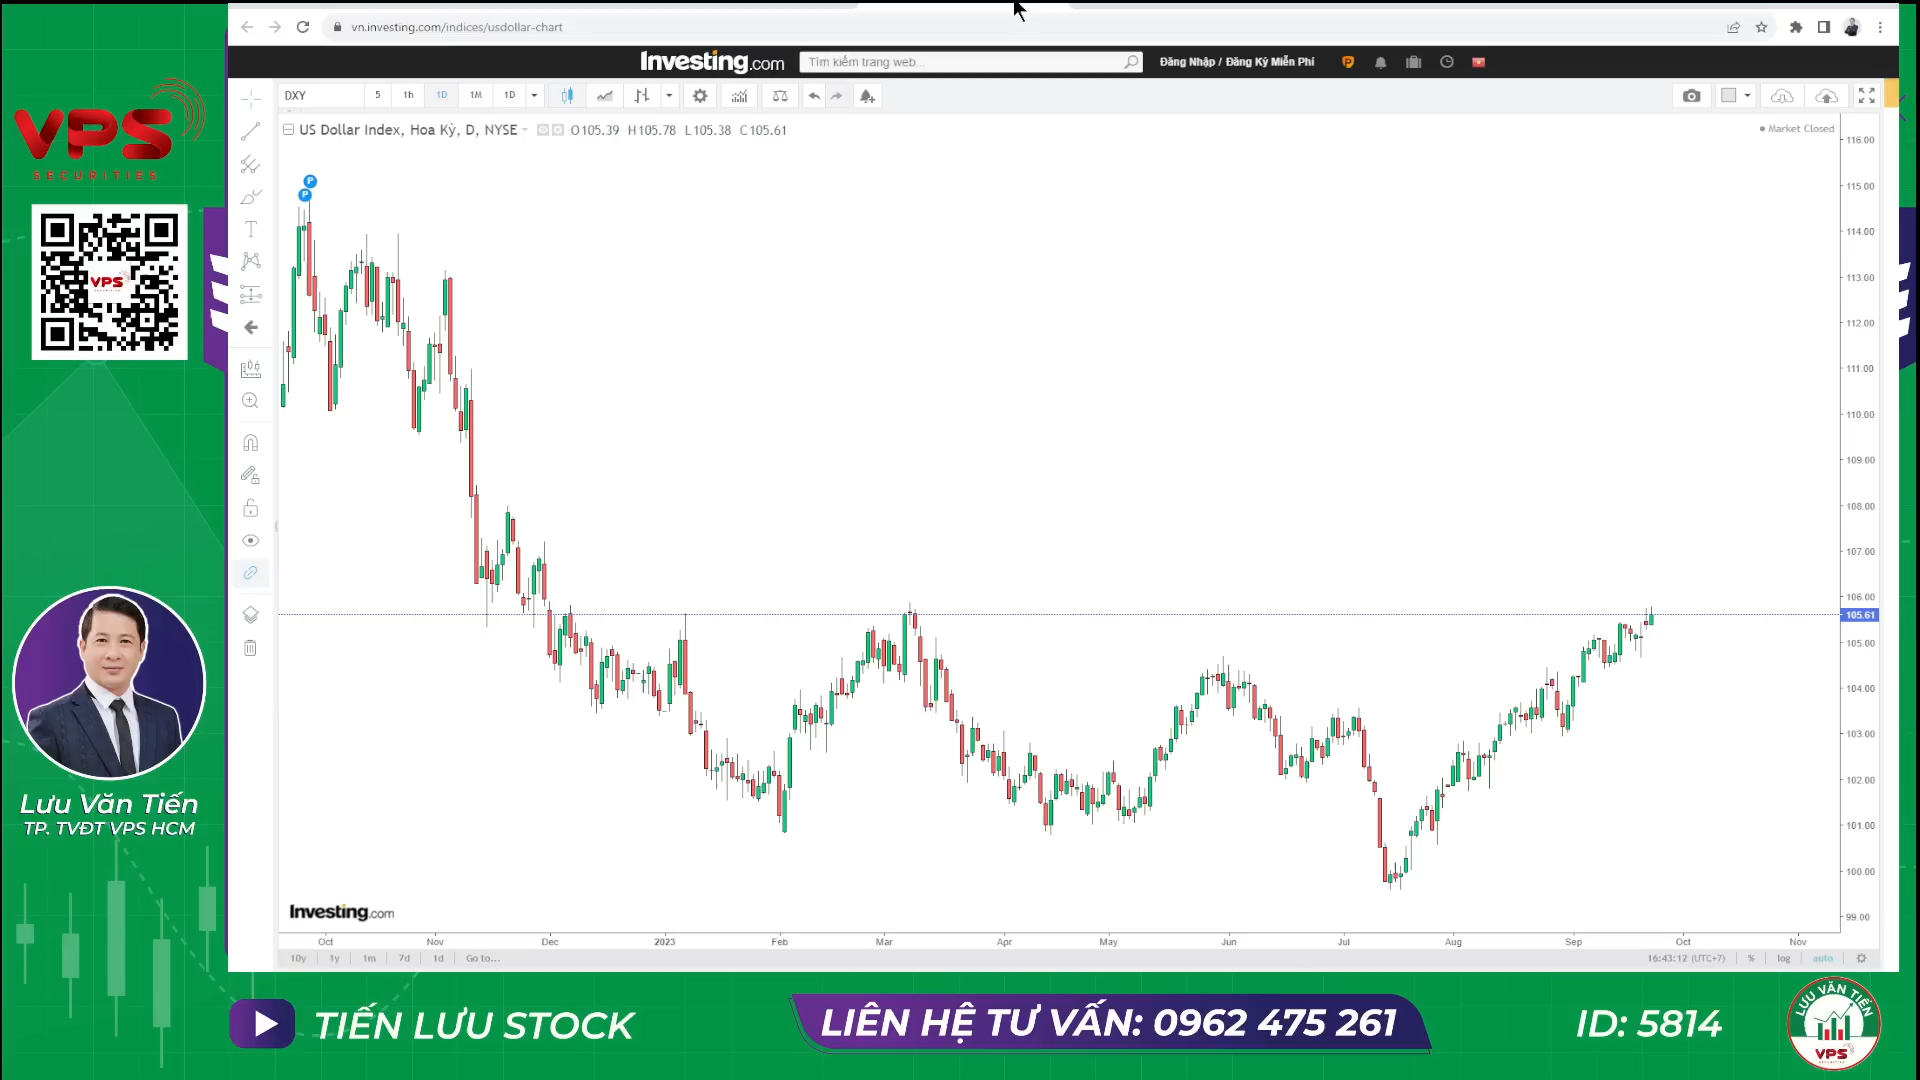 vn.investing.com/indices/usdollar-chart
Investing.com
Tìm kiếm trang web...
Đăng Nhập / Đăng Ký Miễn Phí
DXY
5
1h
1D
1M
1D
US Dollar Index, Hoa Kỳ, D, NYSE
O105.39 H105.78 L105.38 C105.61
Market Closed
P
P
116.00
115.00
114.00
113.00
112.00
111.00
110.00
109.00
108.00
107.00
106.00
105.61
105.00
104.00
103.00
102.00
101.00
100.00
99.00
Investing.com
Oct
Nov
Dec
2023
Feb
Mar
Apr
May
Jun
Jul
Aug
Sep
Oct
Nov
10y
1y
1m
7d
1d
Go to...
16:43:12 (UTC+7)
%
log
auto
VPS
SECURITIES
VPS
Lưu Văn Tiến
TP. TVĐT VPS HCM
TIẾN LƯU STOCK
LIÊN HỆ TƯ VẤN: 0962 475 261
ID: 5814
LƯU VĂN TIẾN
VPS